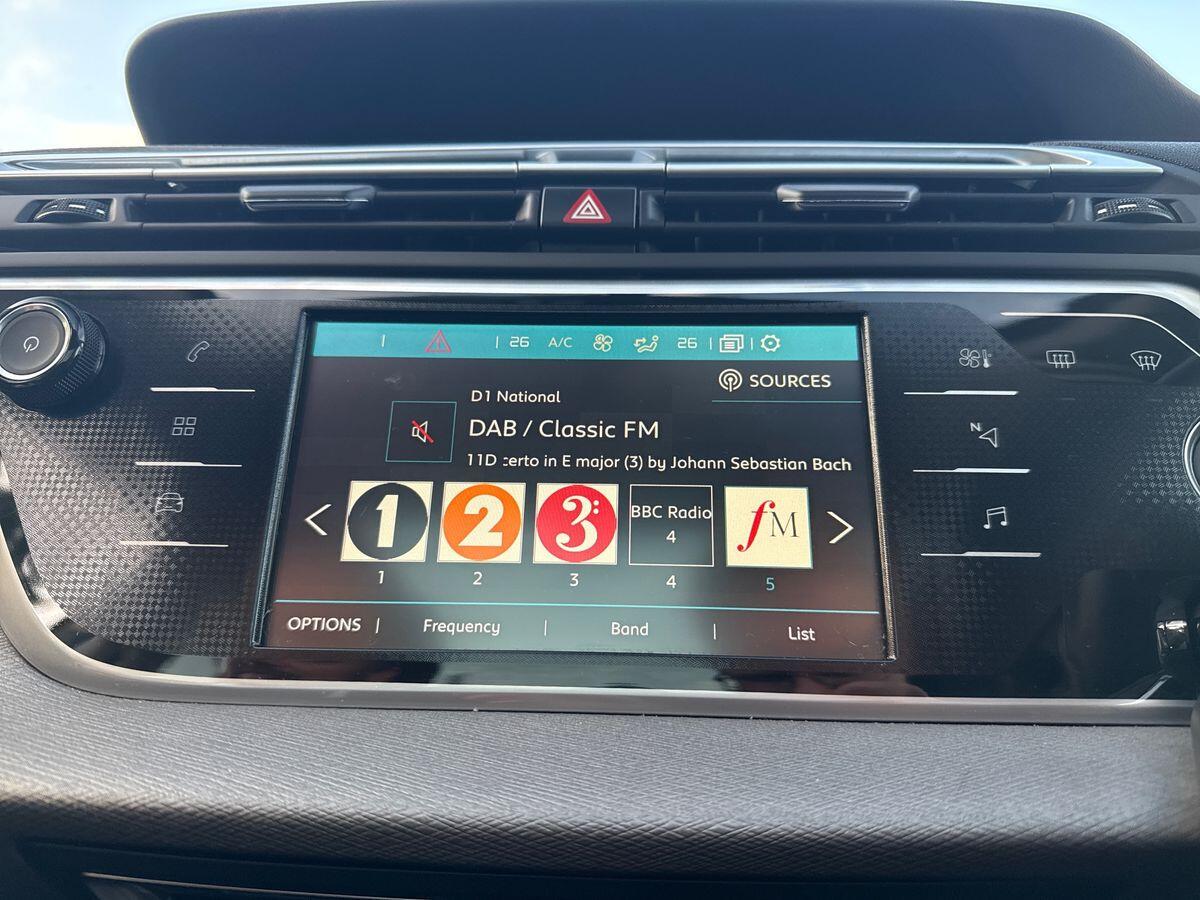 26 A/C 26
SOURCES
D1 National
DAB / Classic FM
11D certo in E major (3) by Johann Sebastian Bach
1 2 3: BBC Radio 4 fM
1 2 3 4 5
OPTIONS Frequency Band List
N